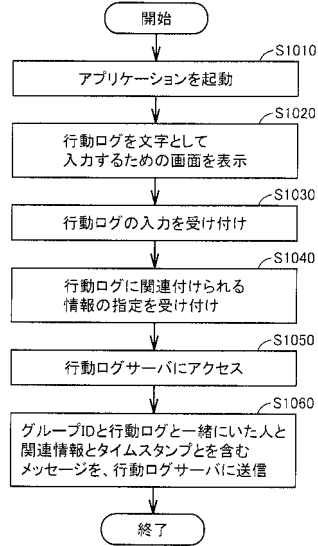 開始
S1010
アプリケーションを起動
S1020
行動ログを文字として
入力するための画面を表示
S1030
行動ログの入力を受け付け
S1040
行動ログに関連付けられる
情報の指定を受け付け
S1050
行動ログサーバにアクセス
S1060
グループIDと行動ログと一緒にいた人と
関連情報とタイムスタンプとを含む
メッセージを、行動ログサーバに送信
終了